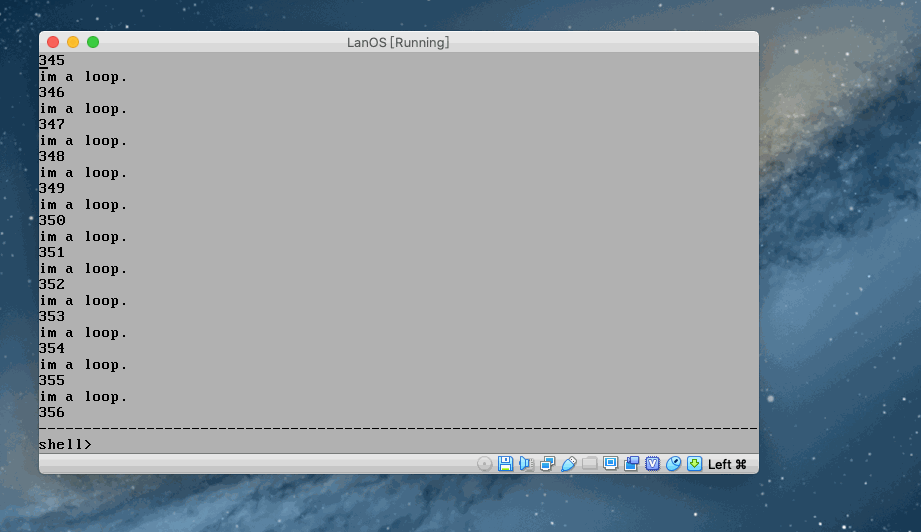 LanOS [Running]
345
im a loop.
346
im a loop.
347
im a loop.
348
im a loop.
349
im a loop.
350
im a loop.
351
im a loop.
352
im a loop.
353
im a loop.
354
im a loop.
355
im a loop.
356
--------------------------------------------------------------------------------
shell>
Left ⌘